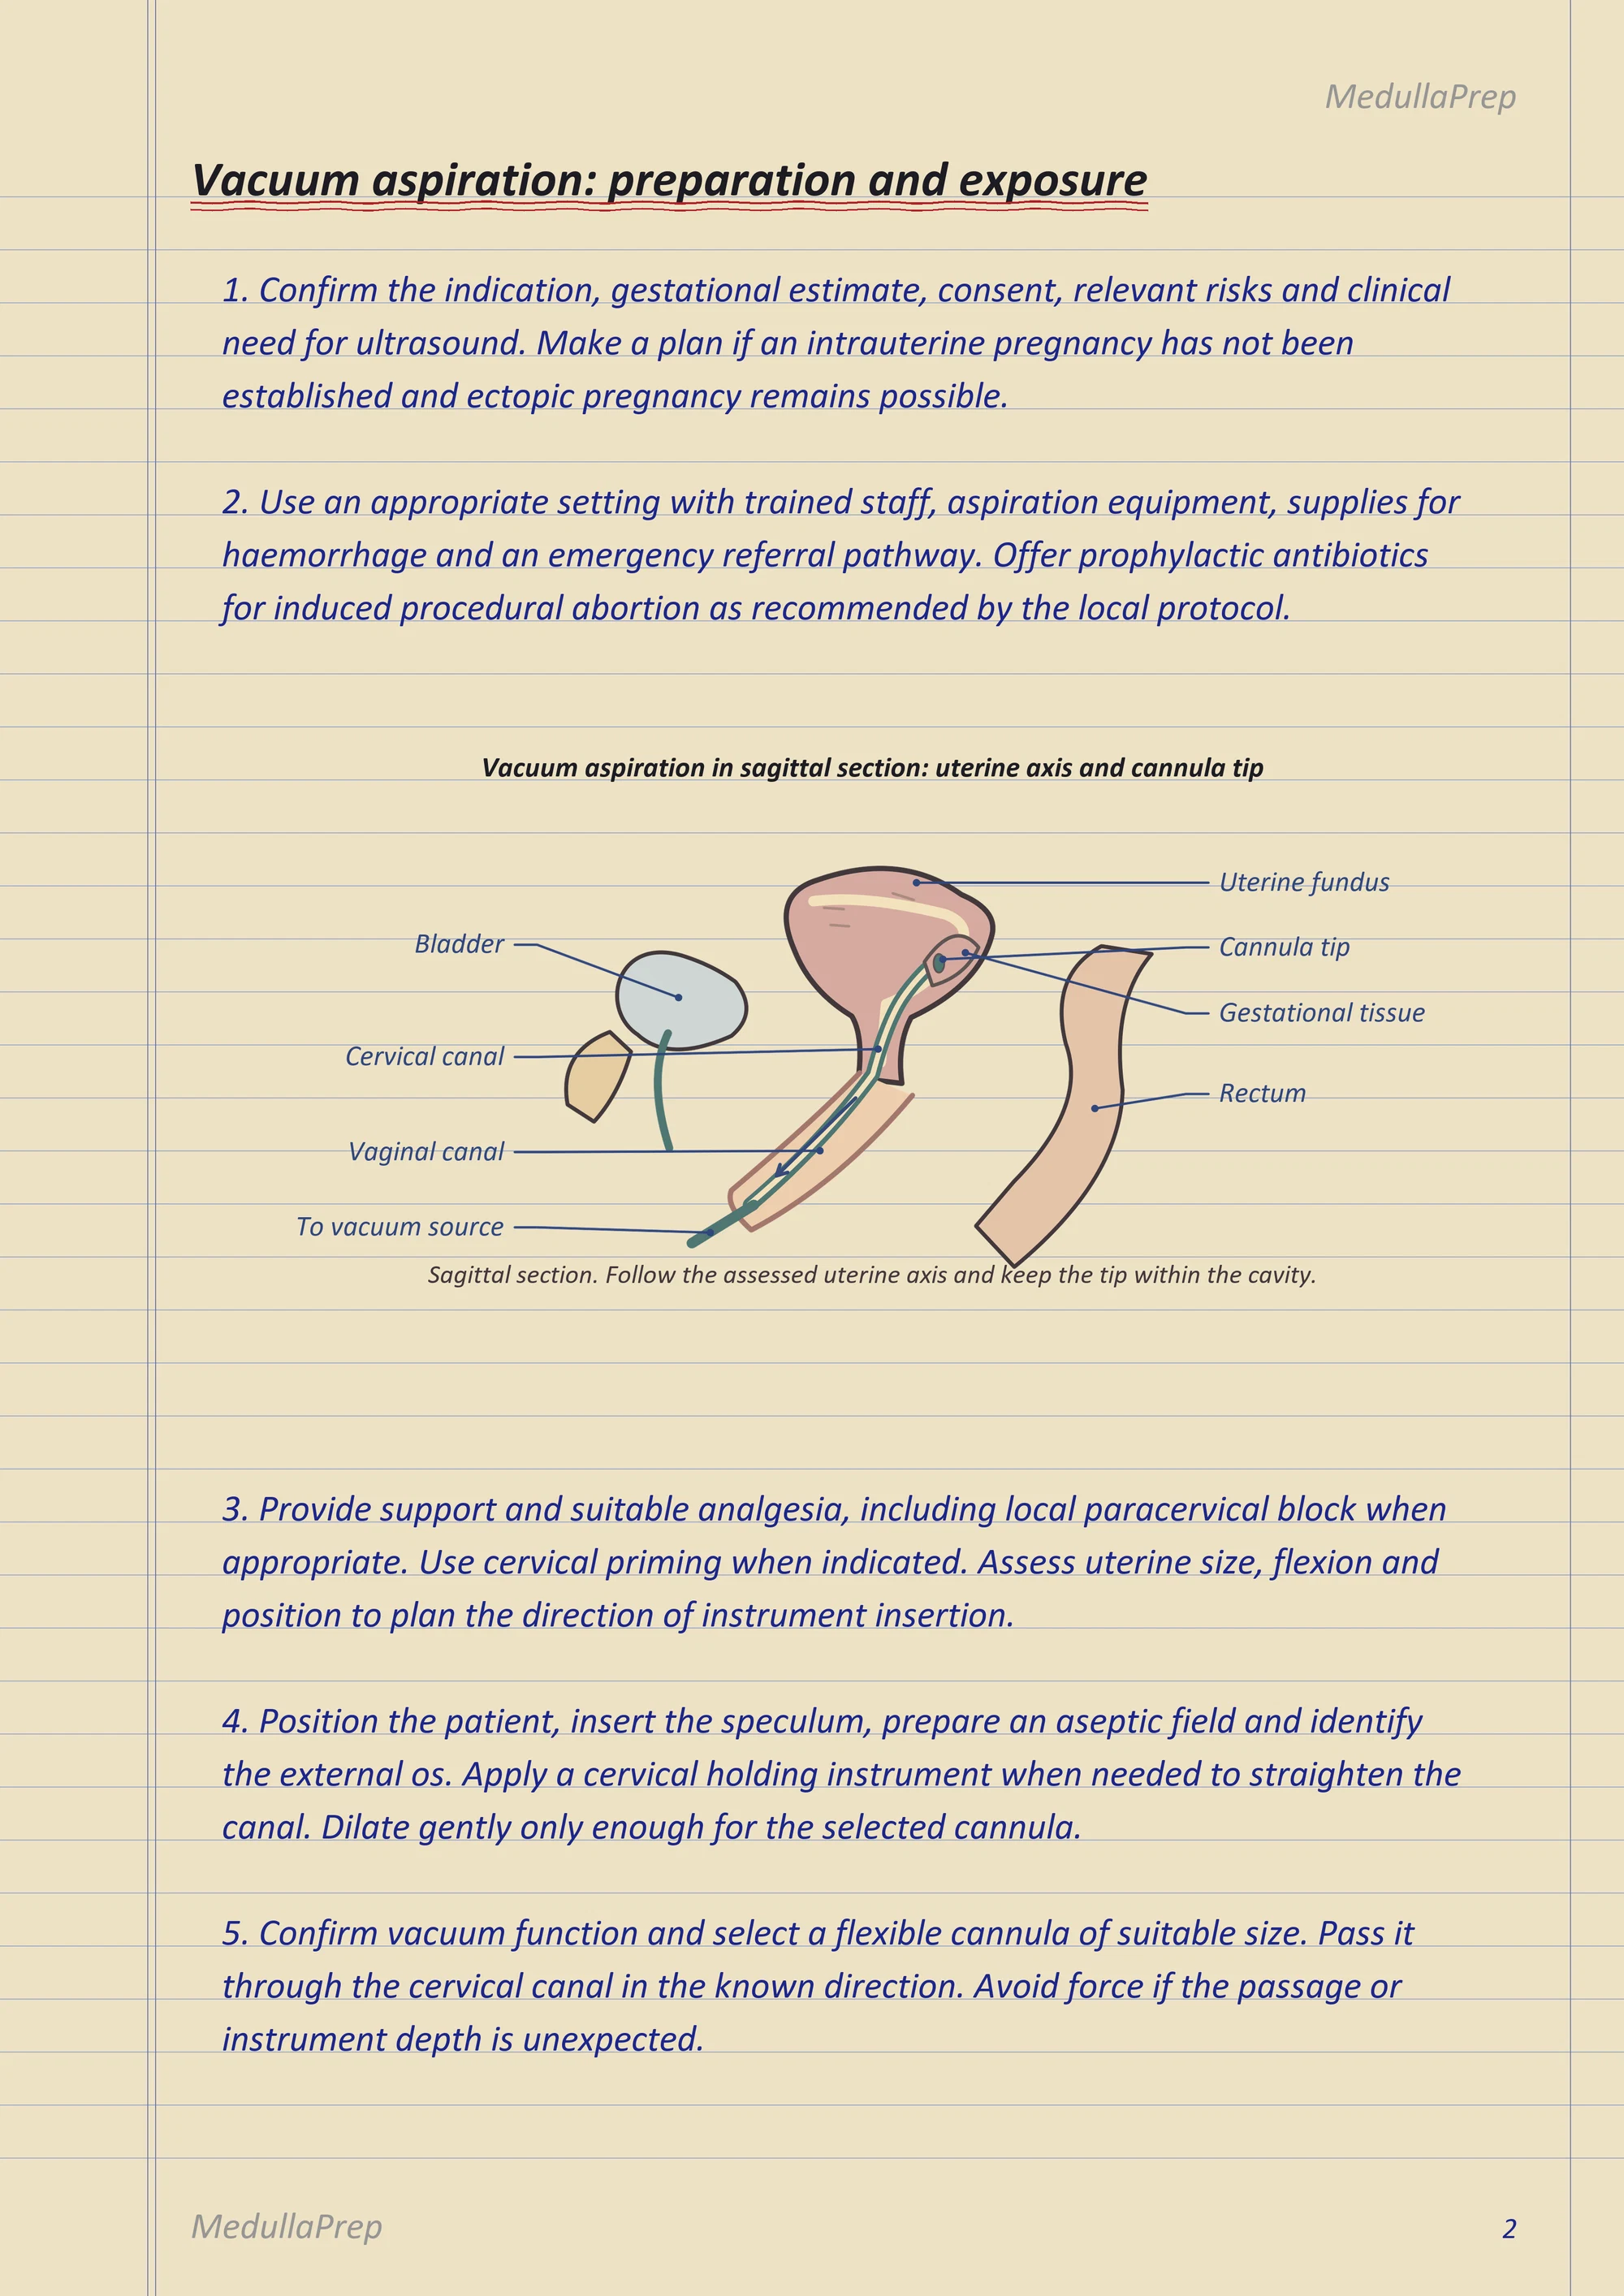 MedullaPrep
Vacuum aspiration: preparation and exposure
1. Confirm the indication, gestational estimate, consent, relevant risks and clinical
need for ultrasound. Make a plan if an intrauterine pregnancy has not been
established and ectopic pregnancy remains possible.
2. Use an appropriate setting with trained staff, aspiration equipment, supplies for
haemorrhage and an emergency referral pathway. Offer prophylactic antibiotics
for induced procedural abortion as recommended by the local protocol.
Vacuum aspiration in sagittal section: uterine axis and cannula tip
Uterine fundus
Bladder
Cannula tip
Gestational tissue
Cervical canal
Rectum
Vaginal canal
To vacuum source
Sagittal section. Follow the assessed uterine axis and keep the tip within the cavity.
3. Provide support and suitable analgesia, including local paracervical block when
appropriate. Use cervical priming when indicated. Assess uterine size, flexion and
position to plan the direction of instrument insertion.
4. Position the patient, insert the speculum, prepare an aseptic field and identify
the external os. Apply a cervical holding instrument when needed to straighten the
canal. Dilate gently only enough for the selected cannula.
5. Confirm vacuum function and select a flexible cannula of suitable size. Pass it
through the cervical canal in the known direction. Avoid force if the passage or
instrument depth is unexpected.
MedullaPrep
2